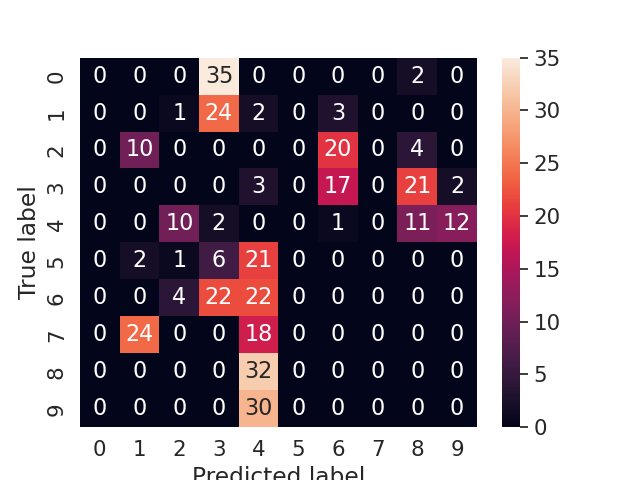 0 0 0 0 35 0 0 0 0 2 0
1 0 0 1 24 2 0 3 0 0 0
2 0 10 0 0 0 0 20 0 4 0
3 0 0 0 0 3 0 17 0 21 2
4 0 0 10 2 0 0 1 0 11 12
5 0 2 1 6 21 0 0 0 0 0
6 0 0 4 22 22 0 0 0 0 0
7 0 24 0 0 18 0 0 0 0 0
8 0 0 0 0 32 0 0 0 0 0
9 0 0 0 0 30 0 0 0 0 0
0 1 2 3 4 5 6 7 8 9
Predicted label
True label
35
30
25
20
15
10
5
0